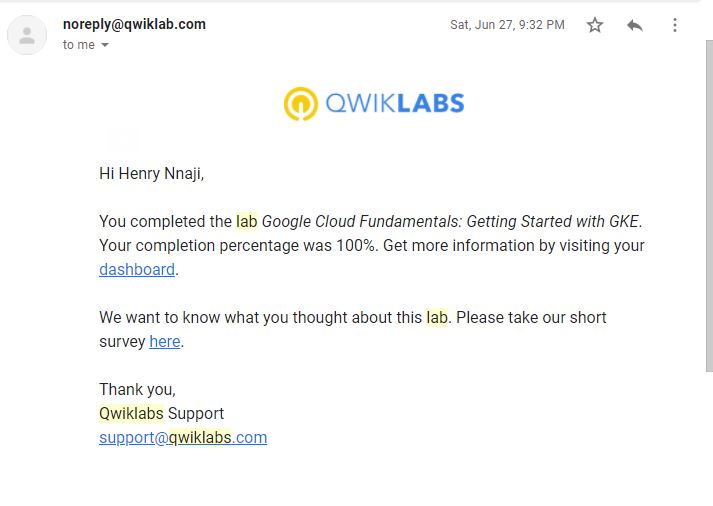 noreply@qwiklab.com
Sat, Jun 27, 9:32 PM
to me
QWIKLABS
Hi Henry Nnaji,
You completed the lab Google Cloud Fundamentals: Getting Started with GKE.
Your completion percentage was 100%. Get more information by visiting your
dashboard.
We want to know what you thought about this lab. Please take our short
survey here.
Thank you,
Qwiklabs Support
support@qwiklabs.com